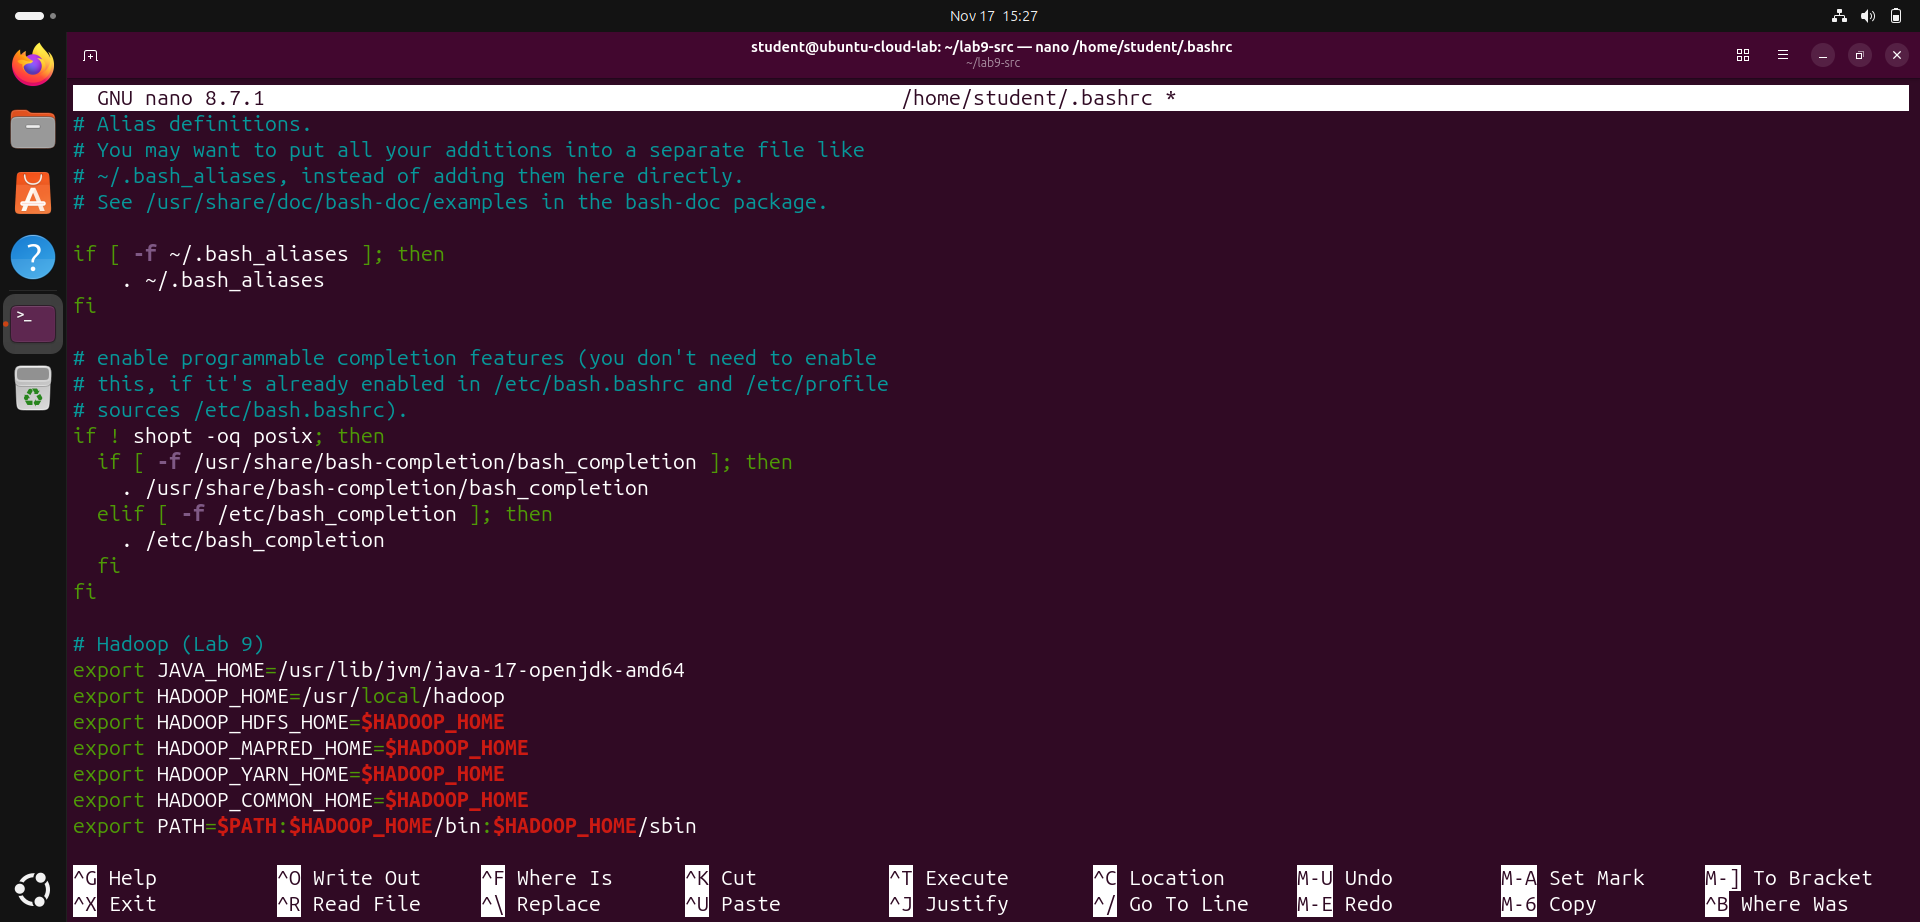 Nov 17 15:27
student@ubuntu-cloud-lab: ~/lab9-src — nano /home/student/.bashrc
~/lab9-src
GNU nano 8.7.1 /home/student/.bashrc *
# Alias definitions.
# You may want to put all your additions into a separate file like
# ~/.bash_aliases, instead of adding them here directly.
# See /usr/share/doc/bash-doc/examples in the bash-doc package.

if [ -f ~/.bash_aliases ]; then
    . ~/.bash_aliases
fi

# enable programmable completion features (you don't need to enable
# this, if it's already enabled in /etc/bash.bashrc and /etc/profile
# sources /etc/bash.bashrc).
if ! shopt -oq posix; then
  if [ -f /usr/share/bash-completion/bash_completion ]; then
    . /usr/share/bash-completion/bash_completion
  elif [ -f /etc/bash_completion ]; then
    . /etc/bash_completion
  fi
fi

# Hadoop (Lab 9)
export JAVA_HOME=/usr/lib/jvm/java-17-openjdk-amd64
export HADOOP_HOME=/usr/local/hadoop
export HADOOP_HDFS_HOME=$HADOOP_HOME
export HADOOP_MAPRED_HOME=$HADOOP_HOME
export HADOOP_YARN_HOME=$HADOOP_HOME
export HADOOP_COMMON_HOME=$HADOOP_HOME
export PATH=$PATH:$HADOOP_HOME/bin:$HADOOP_HOME/sbin

^G Help ^O Write Out ^F Where Is ^K Cut ^T Execute ^C Location M-U Undo M-A Set Mark M-] To Bracket
^X Exit ^R Read File ^\ Replace ^U Paste ^J Justify ^/ Go To Line M-E Redo M-6 Copy ^B Where Was